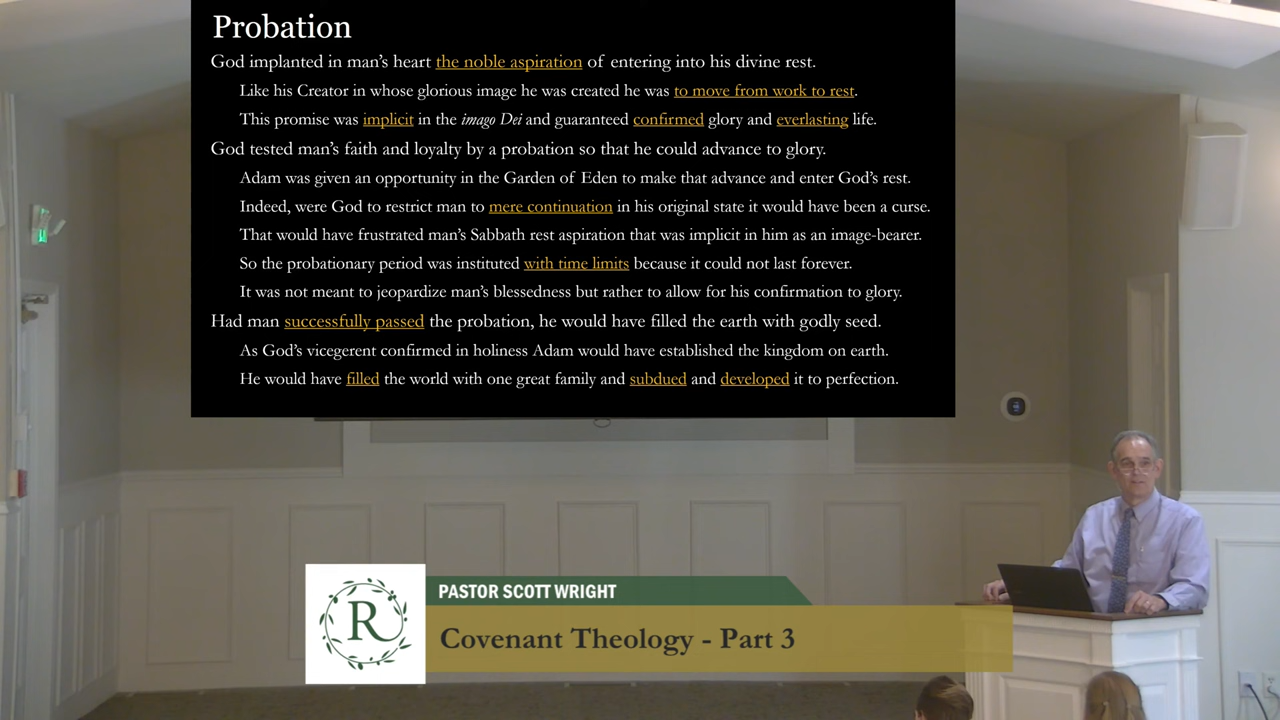 Probation
God implanted in man's heart the noble aspiration of entering into his divine rest.
Like his Creator in whose glorious image he was created he was to move from work to rest.
This promise was implicit in the imago Dei and guaranteed confirmed glory and everlasting life.
God tested man's faith and loyalty by a probation so that he could advance to glory.
Adam was given an opportunity in the Garden of Eden to make that advance and enter God's rest.
Indeed, were God to restrict man to mere continuation in his original state it would have been a curse.
That would have frustrated man's Sabbath rest aspiration that was implicit in him as an image-bearer.
So the probationary period was instituted with time limits because it could not last forever.
It was not meant to jeopardize man's blessedness but rather to allow for his confirmation to glory.
Had man successfully passed the probation, he would have filled the earth with godly seed.
As God's vicegerent confirmed in holiness Adam would have established the kingdom on earth.
He would have filled the world with one great family and subdued and developed it to perfection.
R
PASTOR SCOTT WRIGHT
Covenant Theology - Part 3